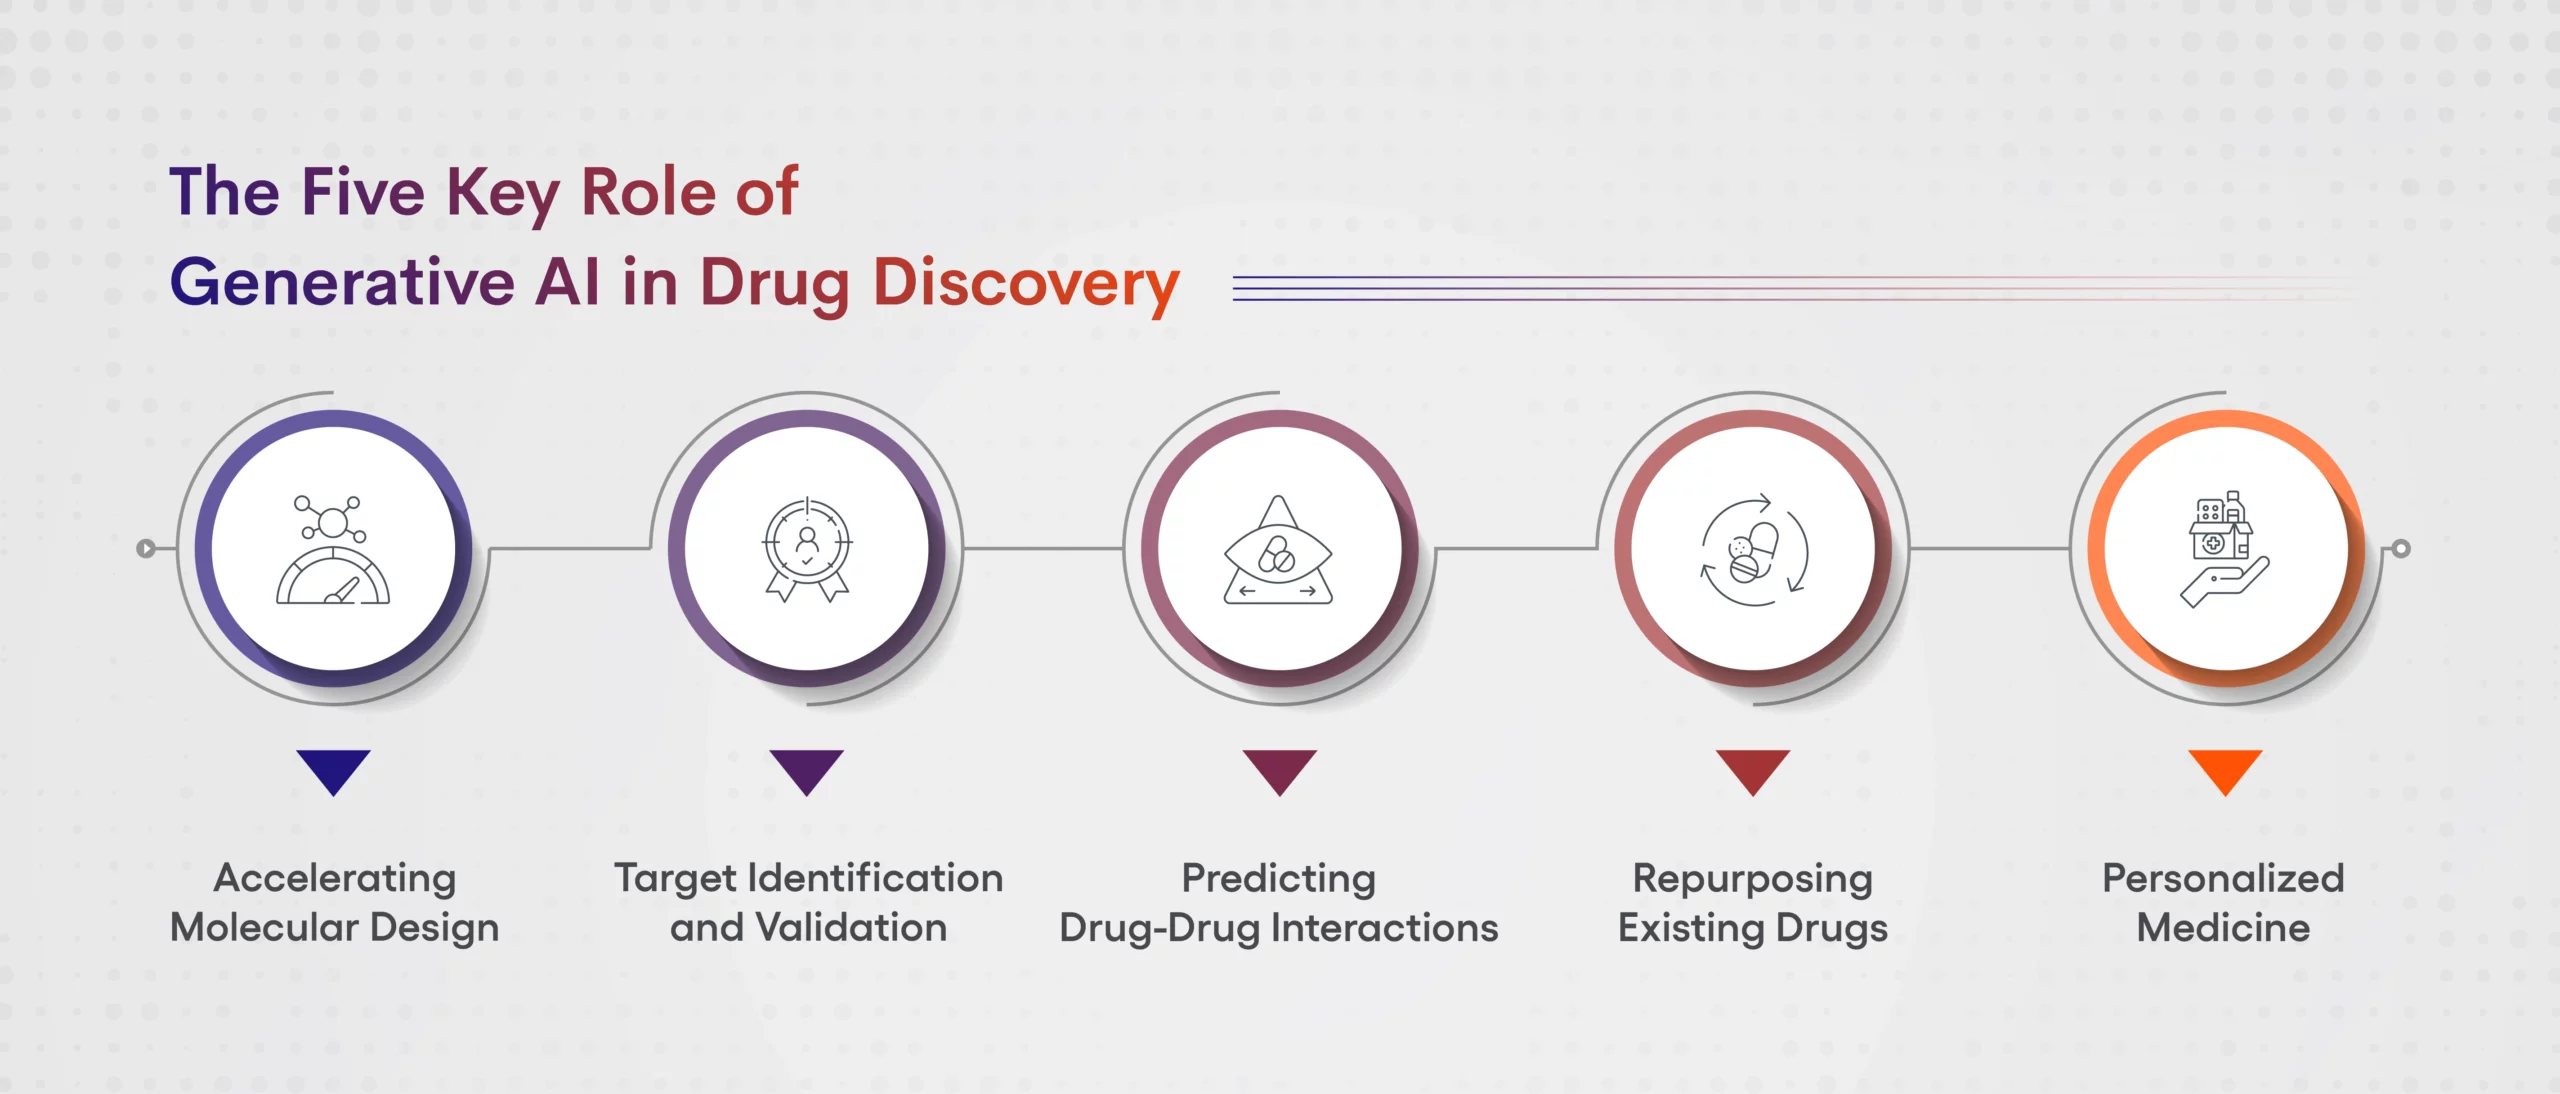 The Five Key Role of
Generative AI in Drug Discovery
Accelerating
Molecular Design
Target Identification
and Validation
Predicting
Drug-Drug Interactions
Repurposing
Existing Drugs
Personalized
Medicine